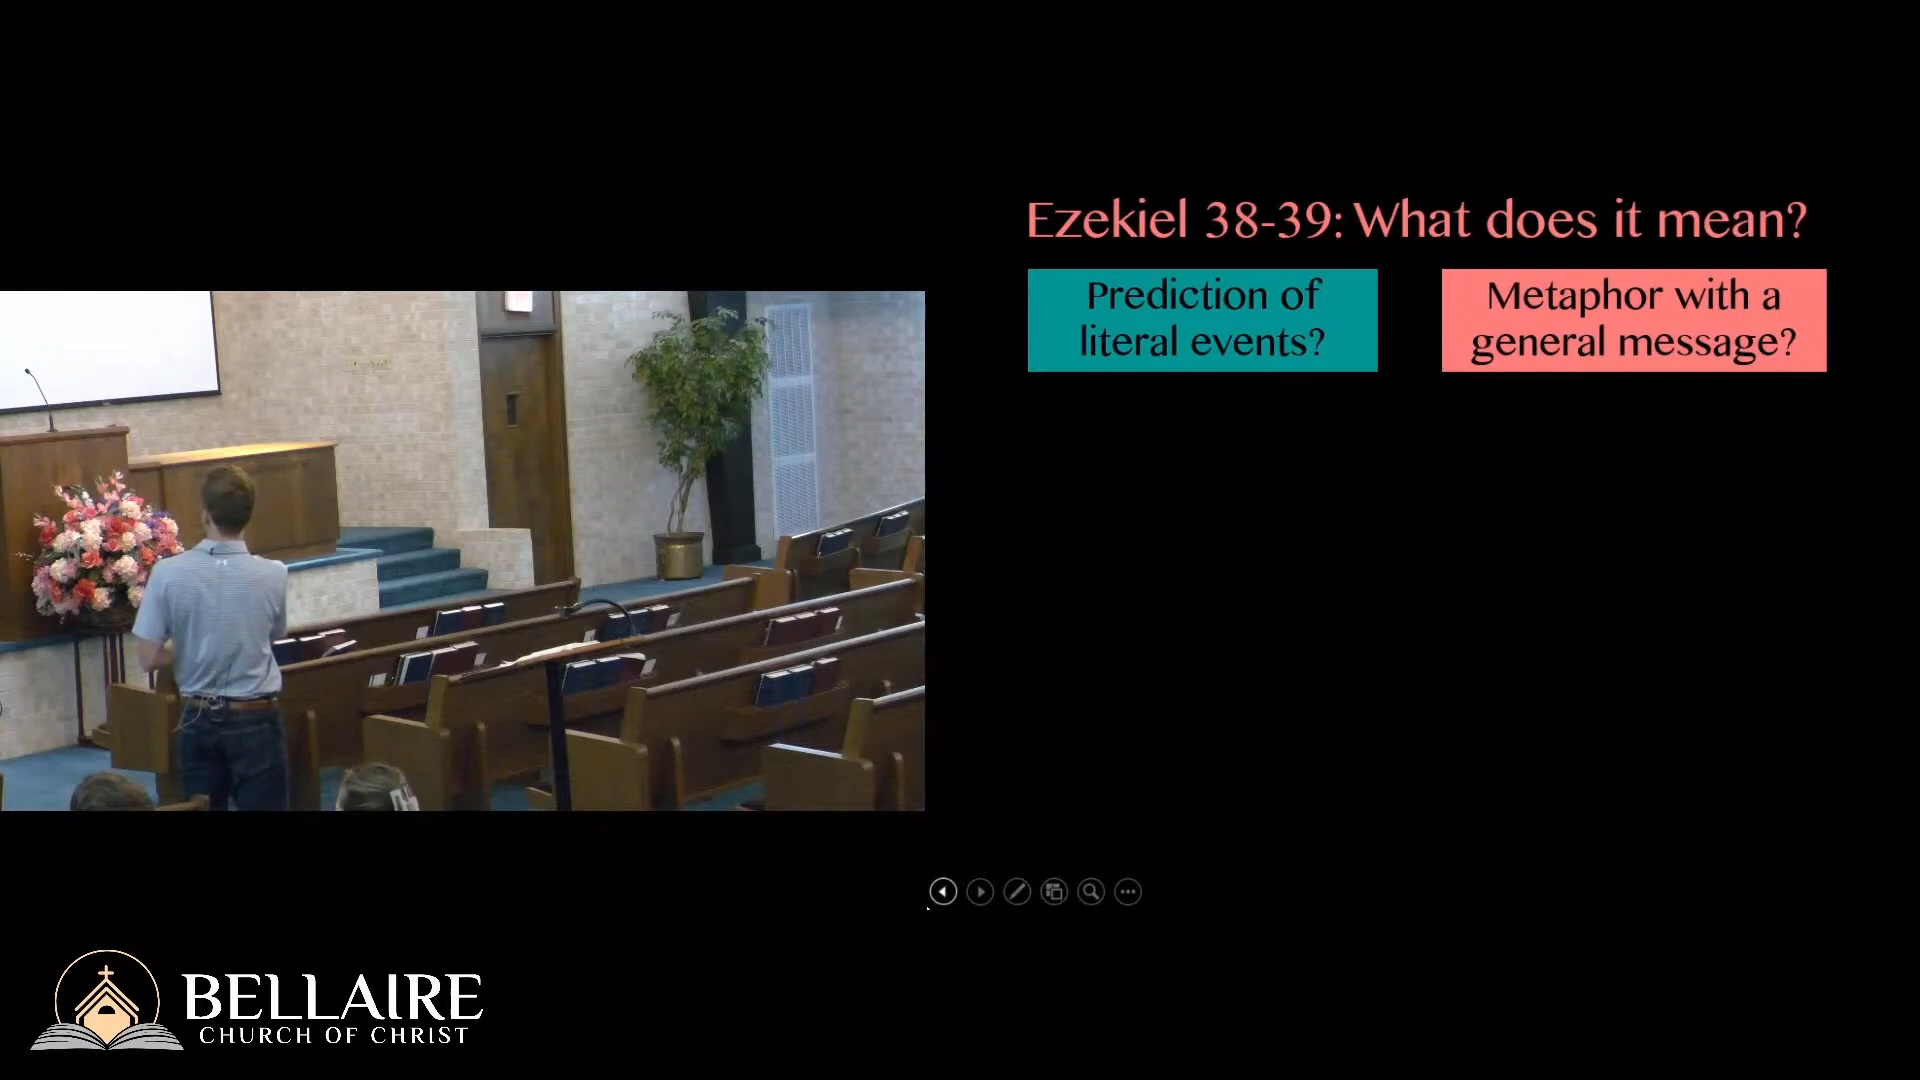 Ezekiel 38-39: What does it mean?
Prediction of
literal events?
Metaphor with a
general message?
BELLAIRE
CHURCH OF CHRIST